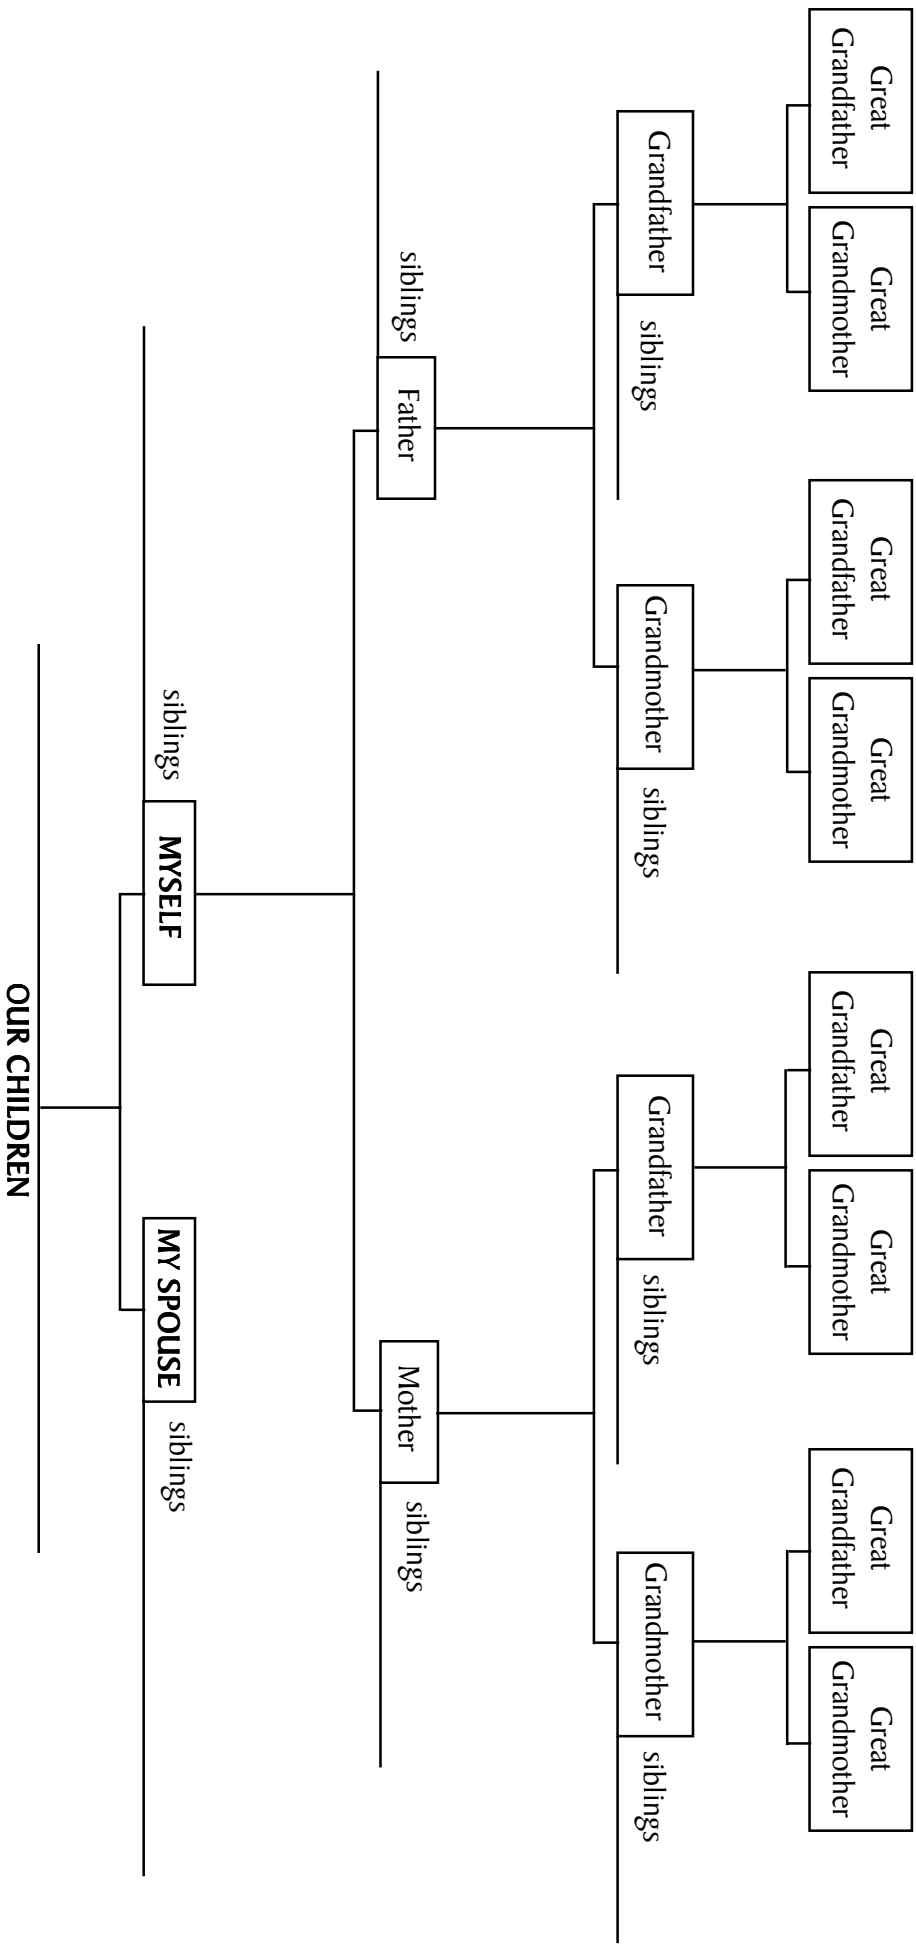 Great
Grandfather
Great
Grandmother
Great
Grandfather
Great
Grandmother
Great
Grandfather
Great
Grandmother
Great
Grandfather
Great
Grandmother
Grandfather
siblings
Grandmother
siblings
Grandfather
siblings
Grandmother
siblings
siblings
Father
Mother
siblings
siblings
MYSELF
MY SPOUSE
siblings
OUR CHILDREN